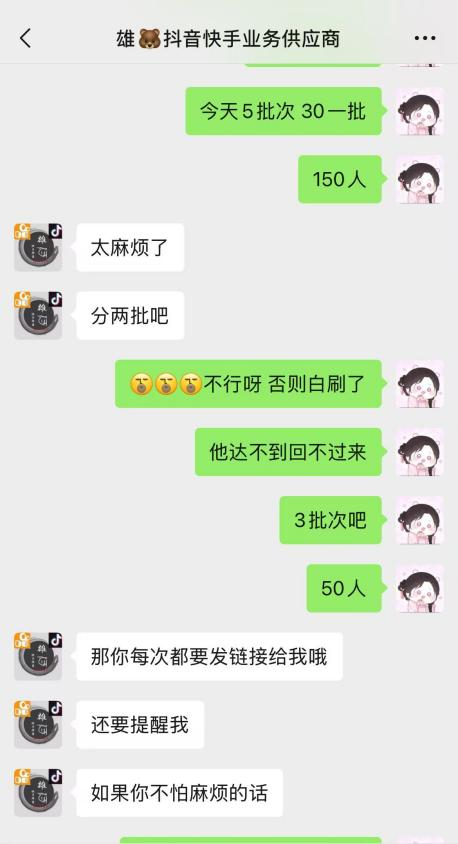 雄🐻抖音快手业务供应商
今天5批次 30一批
150人
太麻烦了
分两批吧
不行呀 否则白刷了
他达不到回不过来
3批次吧
50人
那你每次都要发链接给我哦
还要提醒我
如果你不怕麻烦的话